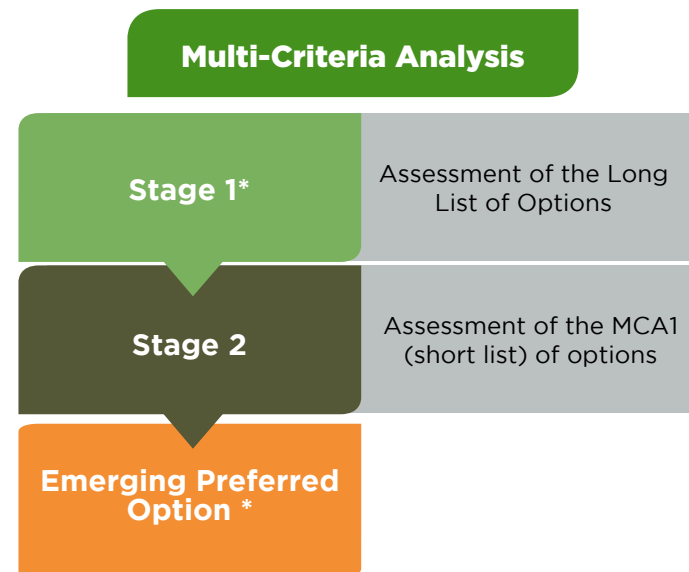 Multi-Criteria Analysis
Stage 1*
Assessment of the Long
List of Options
Stage 2
Assessment of the MCA1
(short list) of options
Emerging Preferred
Option *